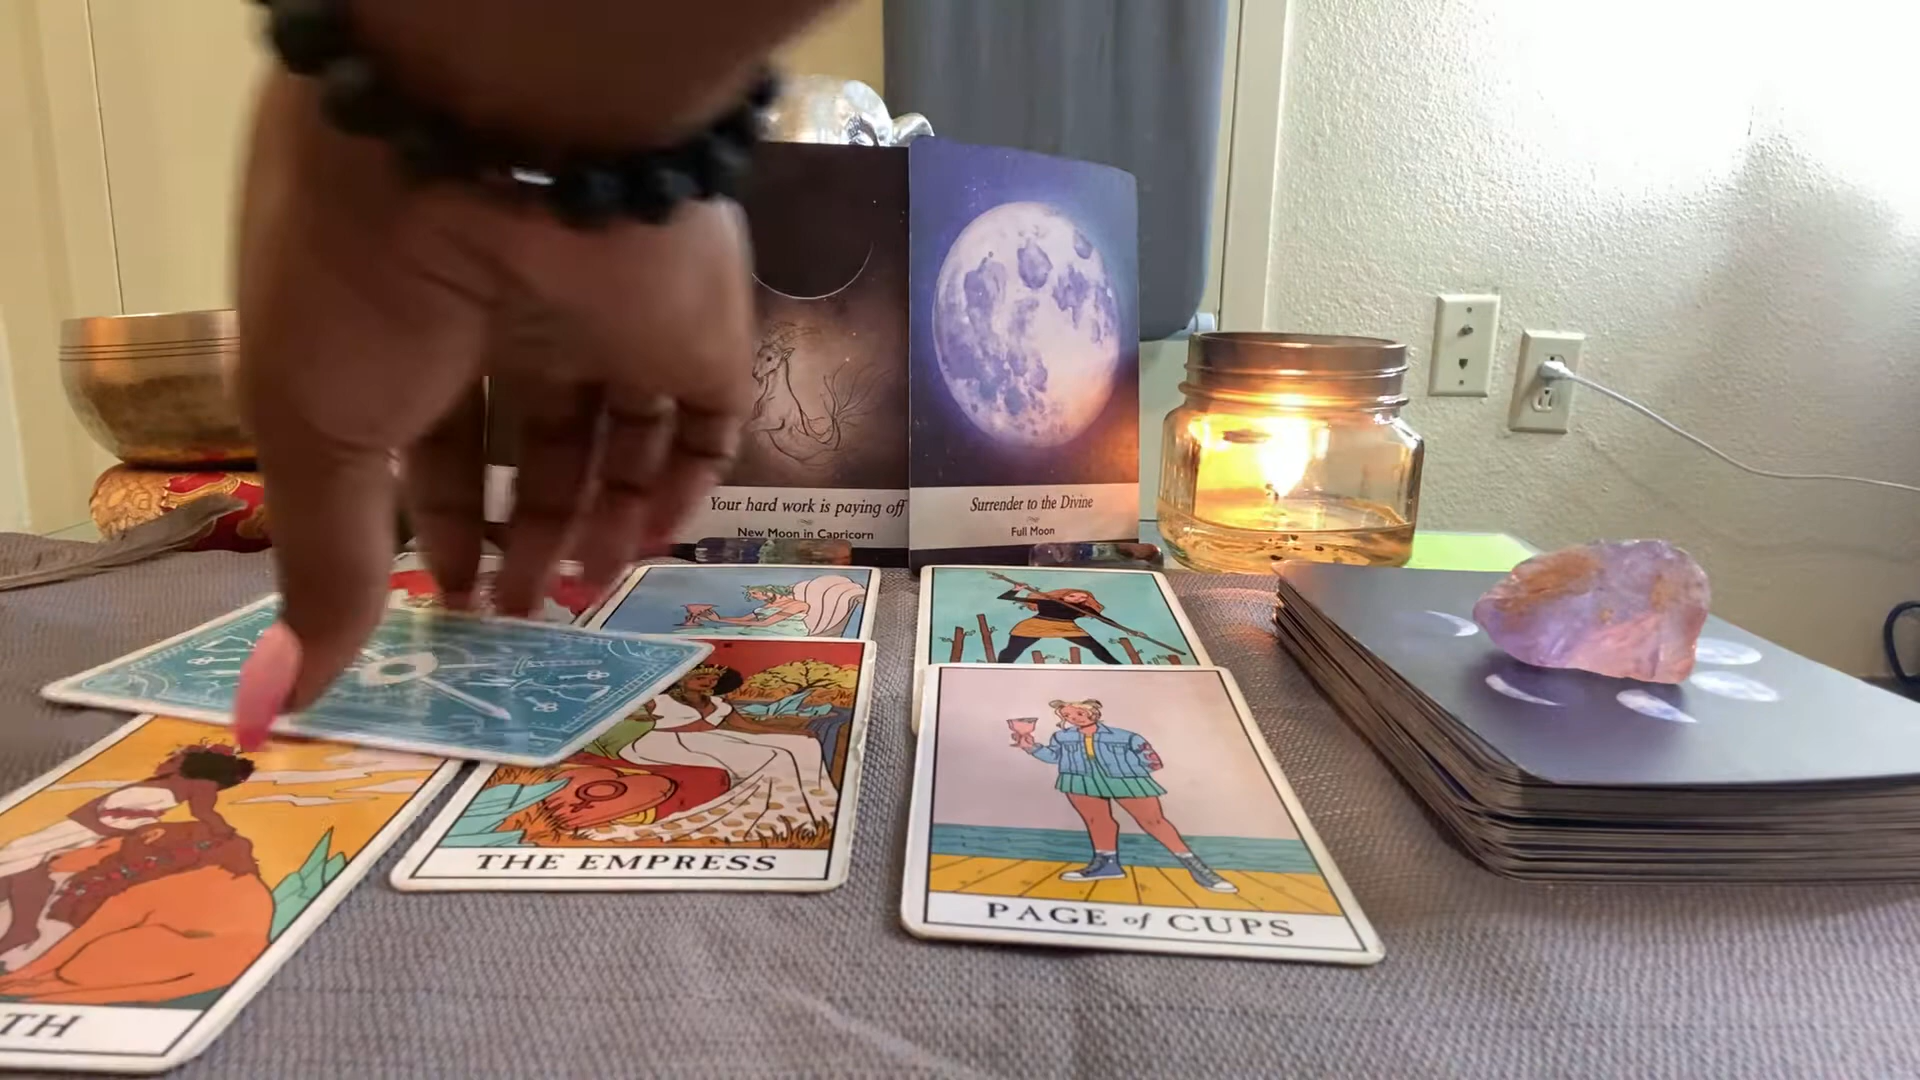 Your hard work is paying off
New Moon in Capricorn
Surrender to the Divine
Full Moon
THE EMPRESS
PAGE of CUPS
TH